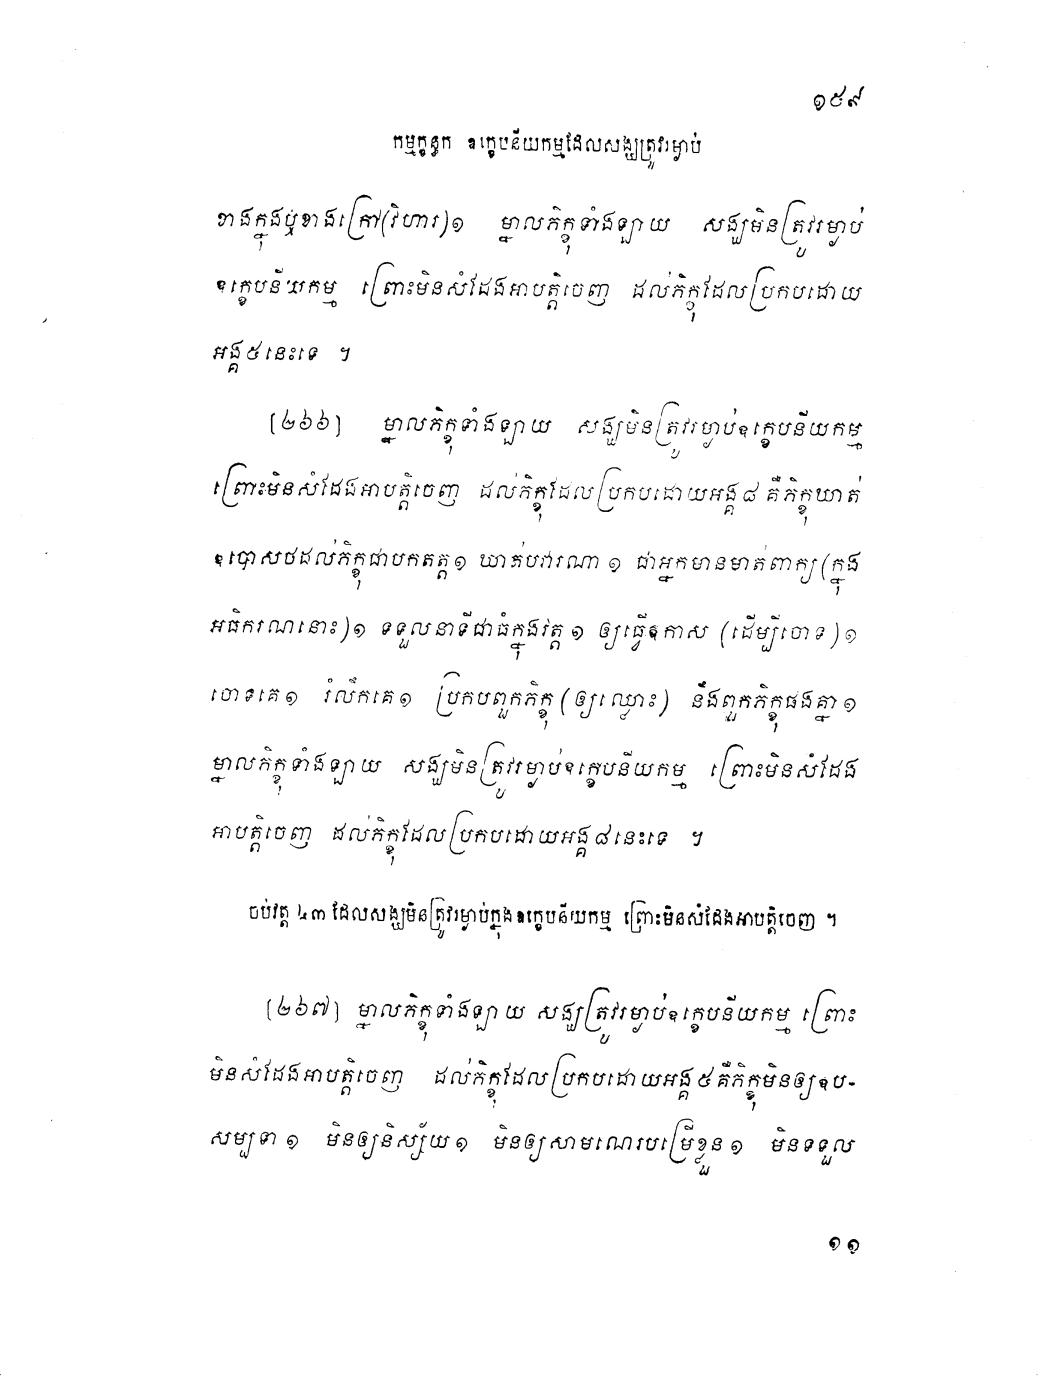 ១៥៩
កម្មក្ខន្ធក ឧក្ខេបនីយកម្មដែលសង្ឃត្រូវរម្ងាប់
ខាងក្នុងឬខាងក្រៅ(វិហារ)១ ម្នាលភិក្ខុទាំងឡាយ សង្ឃមិនត្រូវរម្ងាប់
ឧក្ខេបនីយកម្ម ព្រោះមិនសំដែងអាបត្តិចេញ ដល់ភិក្ខុដែលប្រកបដោយ
អង្គ៥នេះទេ ។
[២៦៦] ម្នាលភិក្ខុទាំងឡាយ សង្ឃមិនត្រូវរម្ងាប់ឧក្ខេបនីយកម្ម
ព្រោះមិនសំដែងអាបត្តិចេញ ដល់ភិក្ខុដែលប្រកបដោយអង្គ៨ គឺភិក្ខុឃាត់
ឧបោសថដល់ភិក្ខុជាបកតត្ត១ ឃាត់បវារណា១ ជាអ្នកមានមាត់ពាក្យ(ក្នុង
អធិករណនោះ)១ ទទួលនាទីជាធំក្នុងវត្ត១ ឲ្យធ្វើឱកាស (ដើម្បីចោទ)១
ចោទគេ១ រំលឹកគេ១ ប្រកបពួកភិក្ខុ(ឲ្យឈ្លោះ) នឹងពួកភិក្ខុផងគ្នា១
ម្នាលភិក្ខុទាំងឡាយ សង្ឃមិនត្រូវរម្ងាប់ឧក្ខេបនីយកម្ម ព្រោះមិនសំដែង
អាបត្តិចេញ ដល់ភិក្ខុដែលប្រកបដោយអង្គ៨នេះទេ ។
ចប់វត្ត ៤៣ ដែលសង្ឃមិនត្រូវរម្ងាប់ក្នុងឧក្ខេបនីយកម្ម ព្រោះមិនសំដែងអាបត្តិចេញ ។
[២៦៧] ម្នាលភិក្ខុទាំងឡាយ សង្ឃត្រូវរម្ងាប់ឧក្ខេបនីយកម្ម ព្រោះ
មិនសំដែងអាបត្តិចេញ ដល់ភិក្ខុដែលប្រកបដោយអង្គ៥គឺភិក្ខុមិនឲ្យឧប-
សម្បទា១ មិនឲ្យនិស្ស័យ១ មិនឲ្យសាមណេរបម្រើខ្លួន១ មិនទទួល
១១